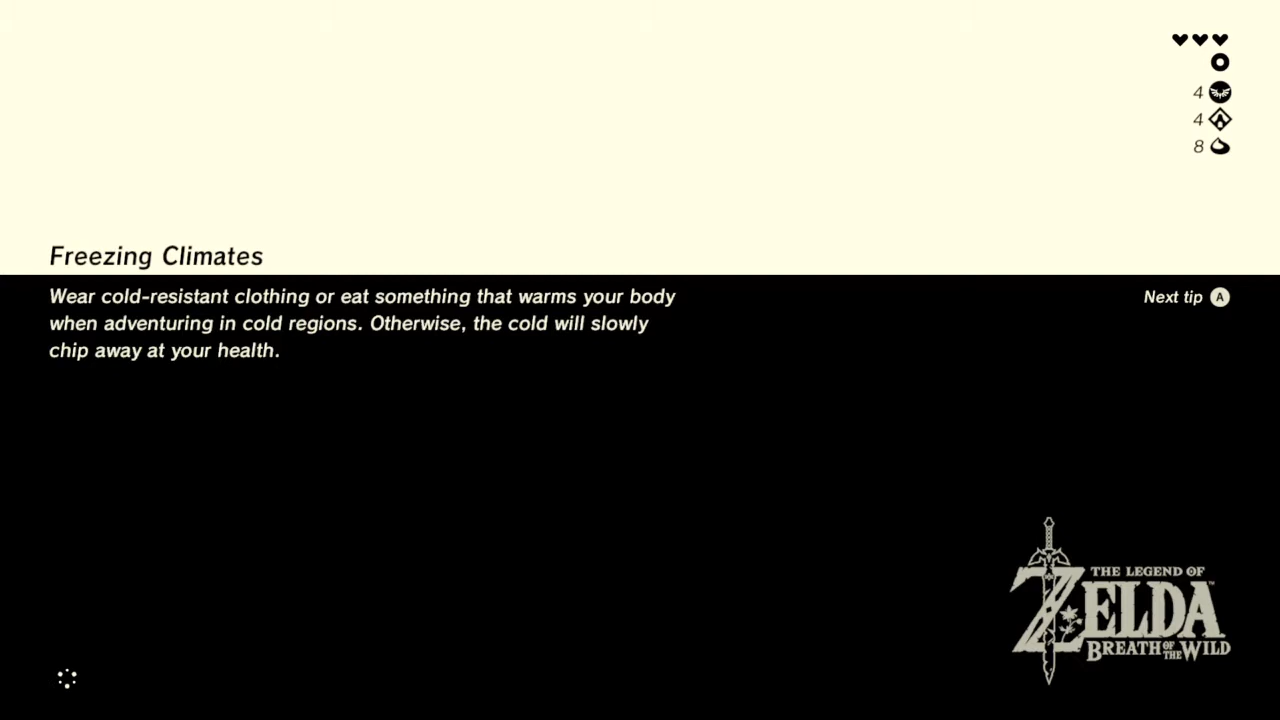 4
4
8
Freezing Climates
Wear cold-resistant clothing or eat something that warms your body
when adventuring in cold regions. Otherwise, the cold will slowly
chip away at your health.
Next tip A
THE LEGEND OF
ZELDA™
BREATH OF THE WILD